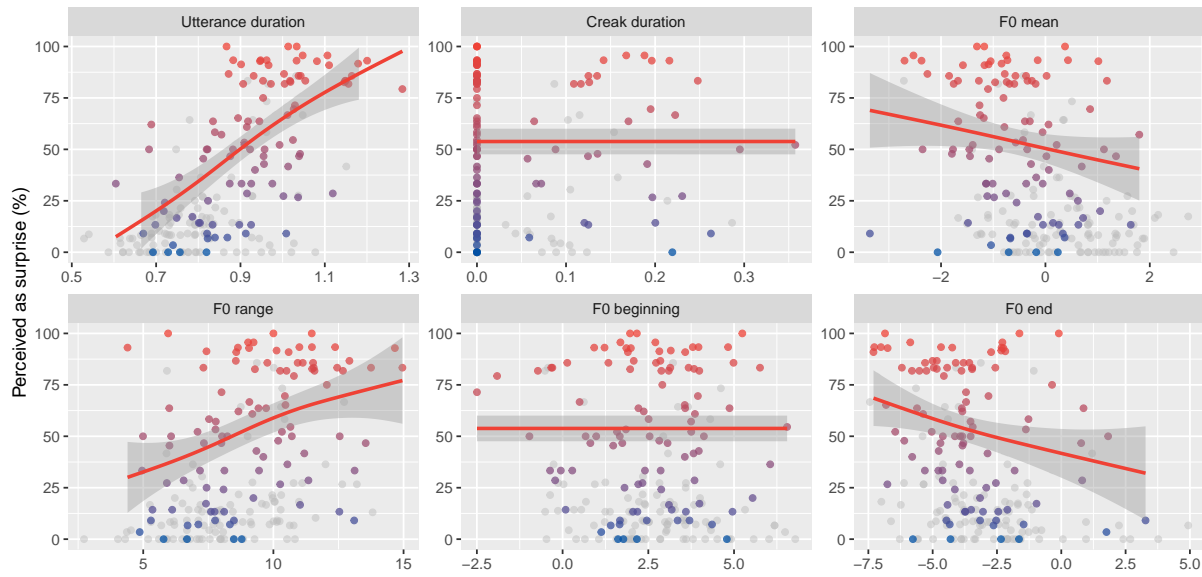 Utterance duration
Creak duration
F0 mean
100
75
50
25
0
0.5 0.7 0.9 1.1 1.3
0.0 0.1 0.2 0.3
−2 0 2
Perceived as surprise (%)
F0 range
F0 beginning
F0 end
100
75
50
25
0
5 10 15
−2.5 0.0 2.5 5.0
−7.5 −5.0 −2.5 0.0 2.5 5.0